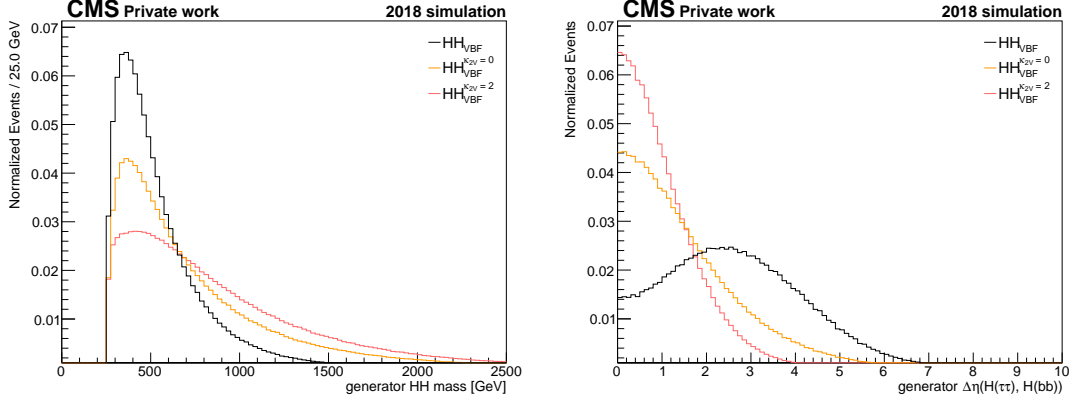 CMS Private work 2018 simulation
Normalized Events / 25.0 GeV
0.07
0.06
0.05
0.04
0.03
0.02
0.01
HH_VBF
HH_VBF^κ2V = 0
HH_VBF^κ2V = 2
0 500 1000 1500 2000 2500
generator HH mass [GeV]
CMS Private work 2018 simulation
Normalized Events
0.07
0.06
0.05
0.04
0.03
0.02
0.01
HH_VBF
HH_VBF^κ2V = 0
HH_VBF^κ2V = 2
0 1 2 3 4 5 6 7 8 9 10
generator Δη(H(ττ), H(bb))